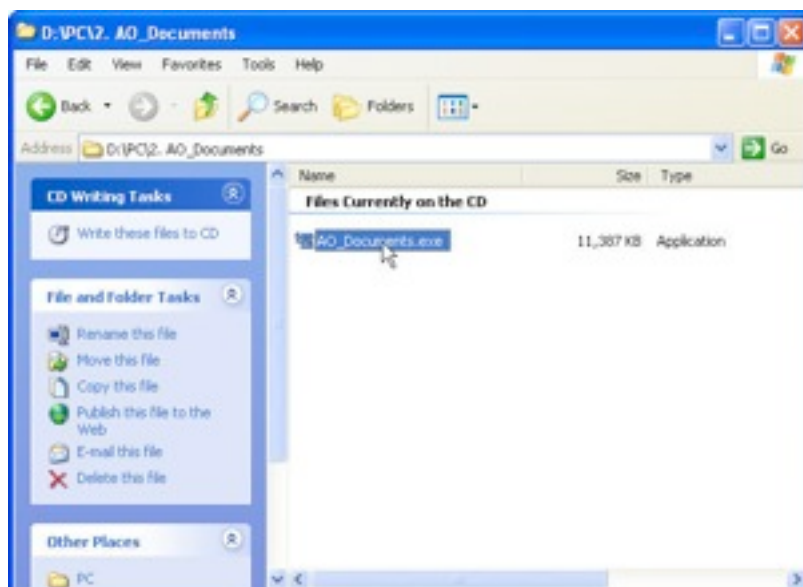 D:\PC\2. AO_Documents
File Edit View Favorites Tools Help
Back Search Folders
Address D:\PC\2. AO_Documents Go
CD Writing Tasks
Write these files to CD
File and Folder Tasks
Rename this file
Move this file
Copy this file
Publish this file to the
Web
E-mail this file
Delete this file
Other Places
PC
Name Size Type
Files Currently on the CD
AO_Documents.exe 11,387 KB Application